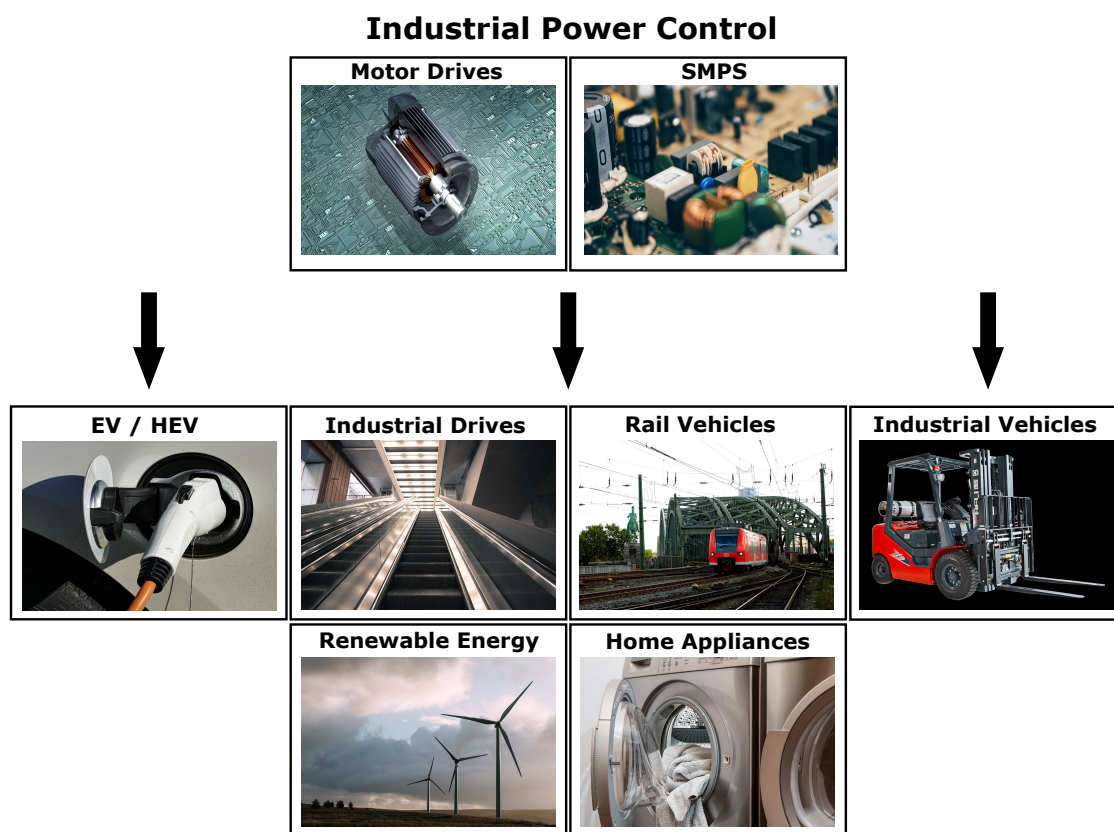 Industrial Power Control
Motor Drives
SMPS
EV / HEV
Industrial Drives
Rail Vehicles
Industrial Vehicles
Renewable Energy
Home Appliances